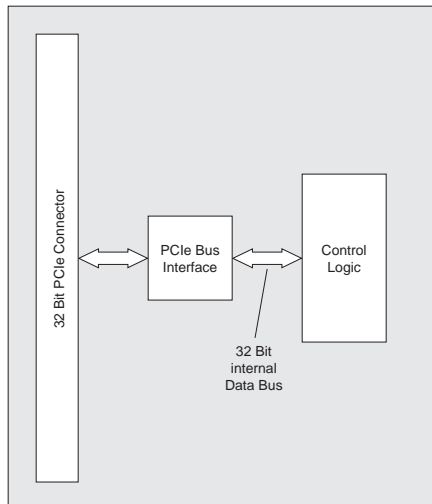 32 Bit PCIe Connector
PCIe Bus
Interface
Control
Logic
32 Bit
internal
Data Bus